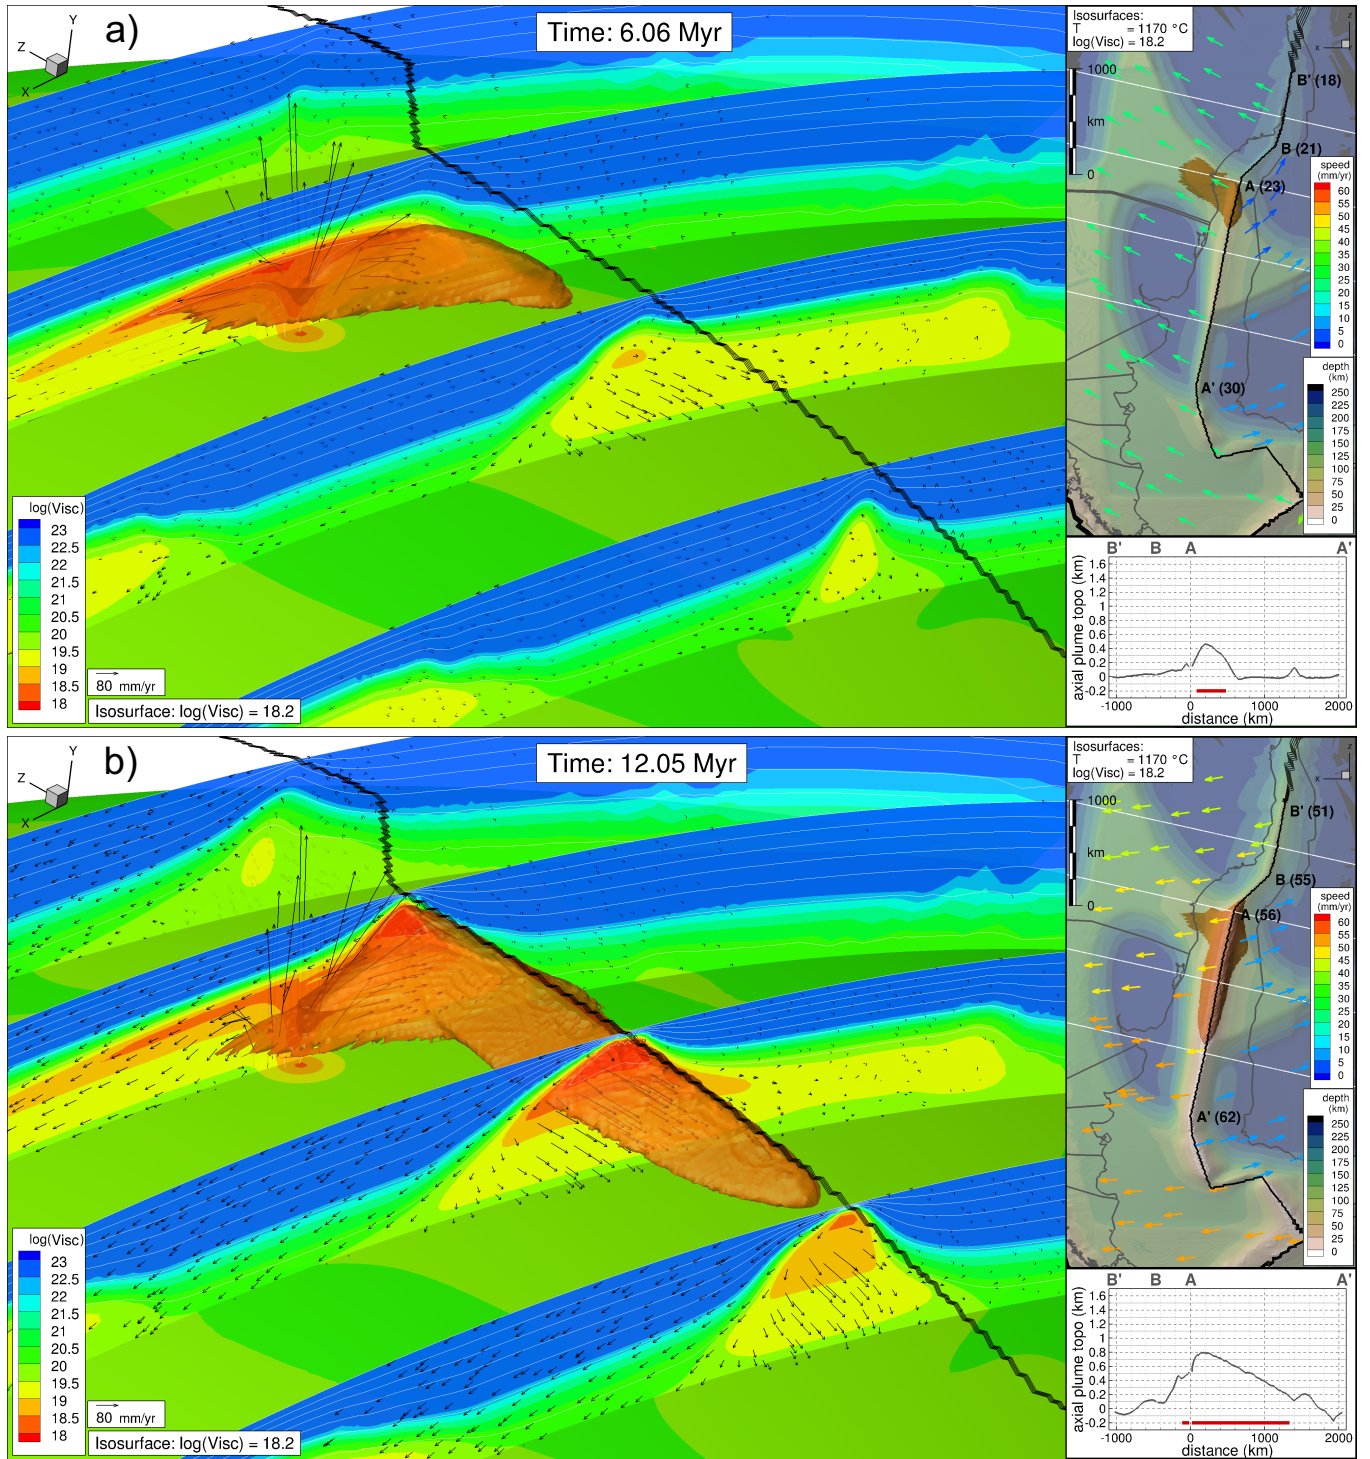 a)
Time: 6.06 Myr
Y
Z
X
log(Visc)
23
22.5
22
21.5
21
20.5
20
19.5
19
18.5
18
80 mm/yr
Isosurface: log(Visc) = 18.2
Isosurfaces:
T = 1170 °C
log(Visc) = 18.2
z
x
1000
km
0
B' (18)
B (21)
A (23)
A' (30)
speed
(mm/yr)
60
55
50
45
40
35
30
25
20
15
10
5
0
depth
(km)
250
225
200
175
150
125
100
75
50
25
0
B' B A A'
axial plume topo (km)
1.6
1.4
1.2
1
0.8
0.6
0.4
0.2
0
-0.2
-1000 0 1000 2000
distance (km)
b)
Time: 12.05 Myr
Y
Z
X
log(Visc)
23
22.5
22
21.5
21
20.5
20
19.5
19
18.5
18
80 mm/yr
Isosurface: log(Visc) = 18.2
Isosurfaces:
T = 1170 °C
log(Visc) = 18.2
z
x
1000
km
0
B' (51)
B (55)
A (56)
A' (62)
speed
(mm/yr)
60
55
50
45
40
35
30
25
20
15
10
5
0
depth
(km)
250
225
200
175
150
125
100
75
50
25
0
B' B A A'
axial plume topo (km)
1.6
1.4
1.2
1
0.8
0.6
0.4
0.2
0
-0.2
-1000 0 1000 2000
distance (km)